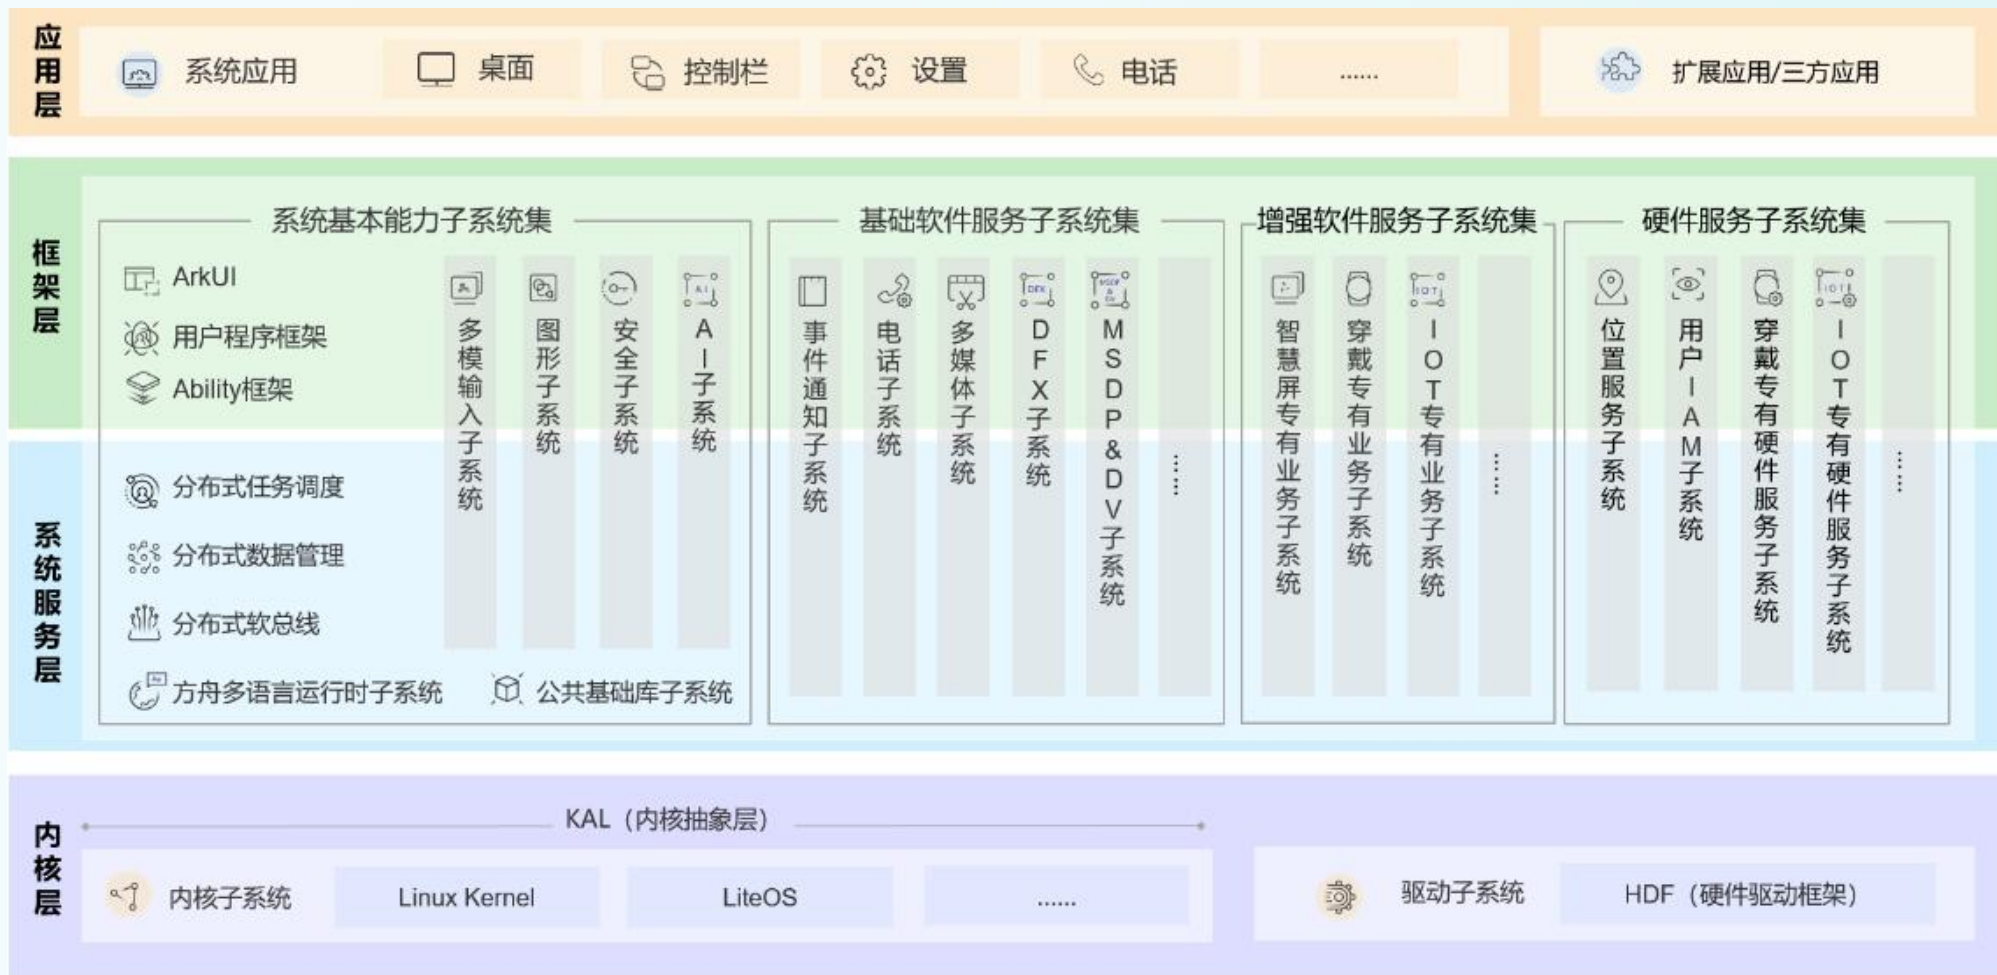 应用层
系统应用
桌面
控制栏
设置
电话
......
扩展应用/三方应用
框架层
系统服务层
系统基本能力子系统集
ArkUI
用户程序框架
Ability框架
分布式任务调度
分布式数据管理
分布式软总线
方舟多语言运行时子系统
公共基础库子系统
多模输入子系统
图形子系统
安全子系统
AI
AI子系统
基础软件服务子系统集
事件通知子系统
电话子系统
多媒体子系统
DFX
DFX子系统
MSDP & DV
MSDP&DV子系统
......
增强软件服务子系统集
智慧屏专有业务子系统
穿戴专有业务子系统
IOT
IOT专有业务子系统
......
硬件服务子系统集
位置服务子系统
用户IAM子系统
穿戴专有硬件服务子系统
IOT
IOT专有硬件服务子系统
......
内核层
KAL（内核抽象层）
内核子系统
Linux Kernel
LiteOS
......
驱动子系统
HDF（硬件驱动框架）